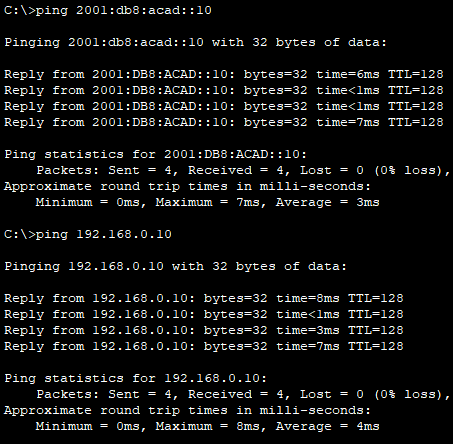 C:\>ping 2001:db8:acad::10
Pinging 2001:db8:acad::10 with 32 bytes of data:
Reply from 2001:DB8:ACAD::10: bytes=32 time=6ms TTL=128
Reply from 2001:DB8:ACAD::10: bytes=32 time<1ms TTL=128
Reply from 2001:DB8:ACAD::10: bytes=32 time<1ms TTL=128
Reply from 2001:DB8:ACAD::10: bytes=32 time=7ms TTL=128
Ping statistics for 2001:DB8:ACAD::10:
Packets: Sent = 4, Received = 4, Lost = 0 (0% loss),
Approximate round trip times in milli-seconds:
Minimum = 0ms, Maximum = 7ms, Average = 3ms
C:\>ping 192.168.0.10
Pinging 192.168.0.10 with 32 bytes of data:
Reply from 192.168.0.10: bytes=32 time=8ms TTL=128
Reply from 192.168.0.10: bytes=32 time<1ms TTL=128
Reply from 192.168.0.10: bytes=32 time=3ms TTL=128
Reply from 192.168.0.10: bytes=32 time=7ms TTL=128
Ping statistics for 192.168.0.10:
Packets: Sent = 4, Received = 4, Lost = 0 (0% loss),
Approximate round trip times in milli-seconds:
Minimum = 0ms, Maximum = 8ms, Average = 4ms